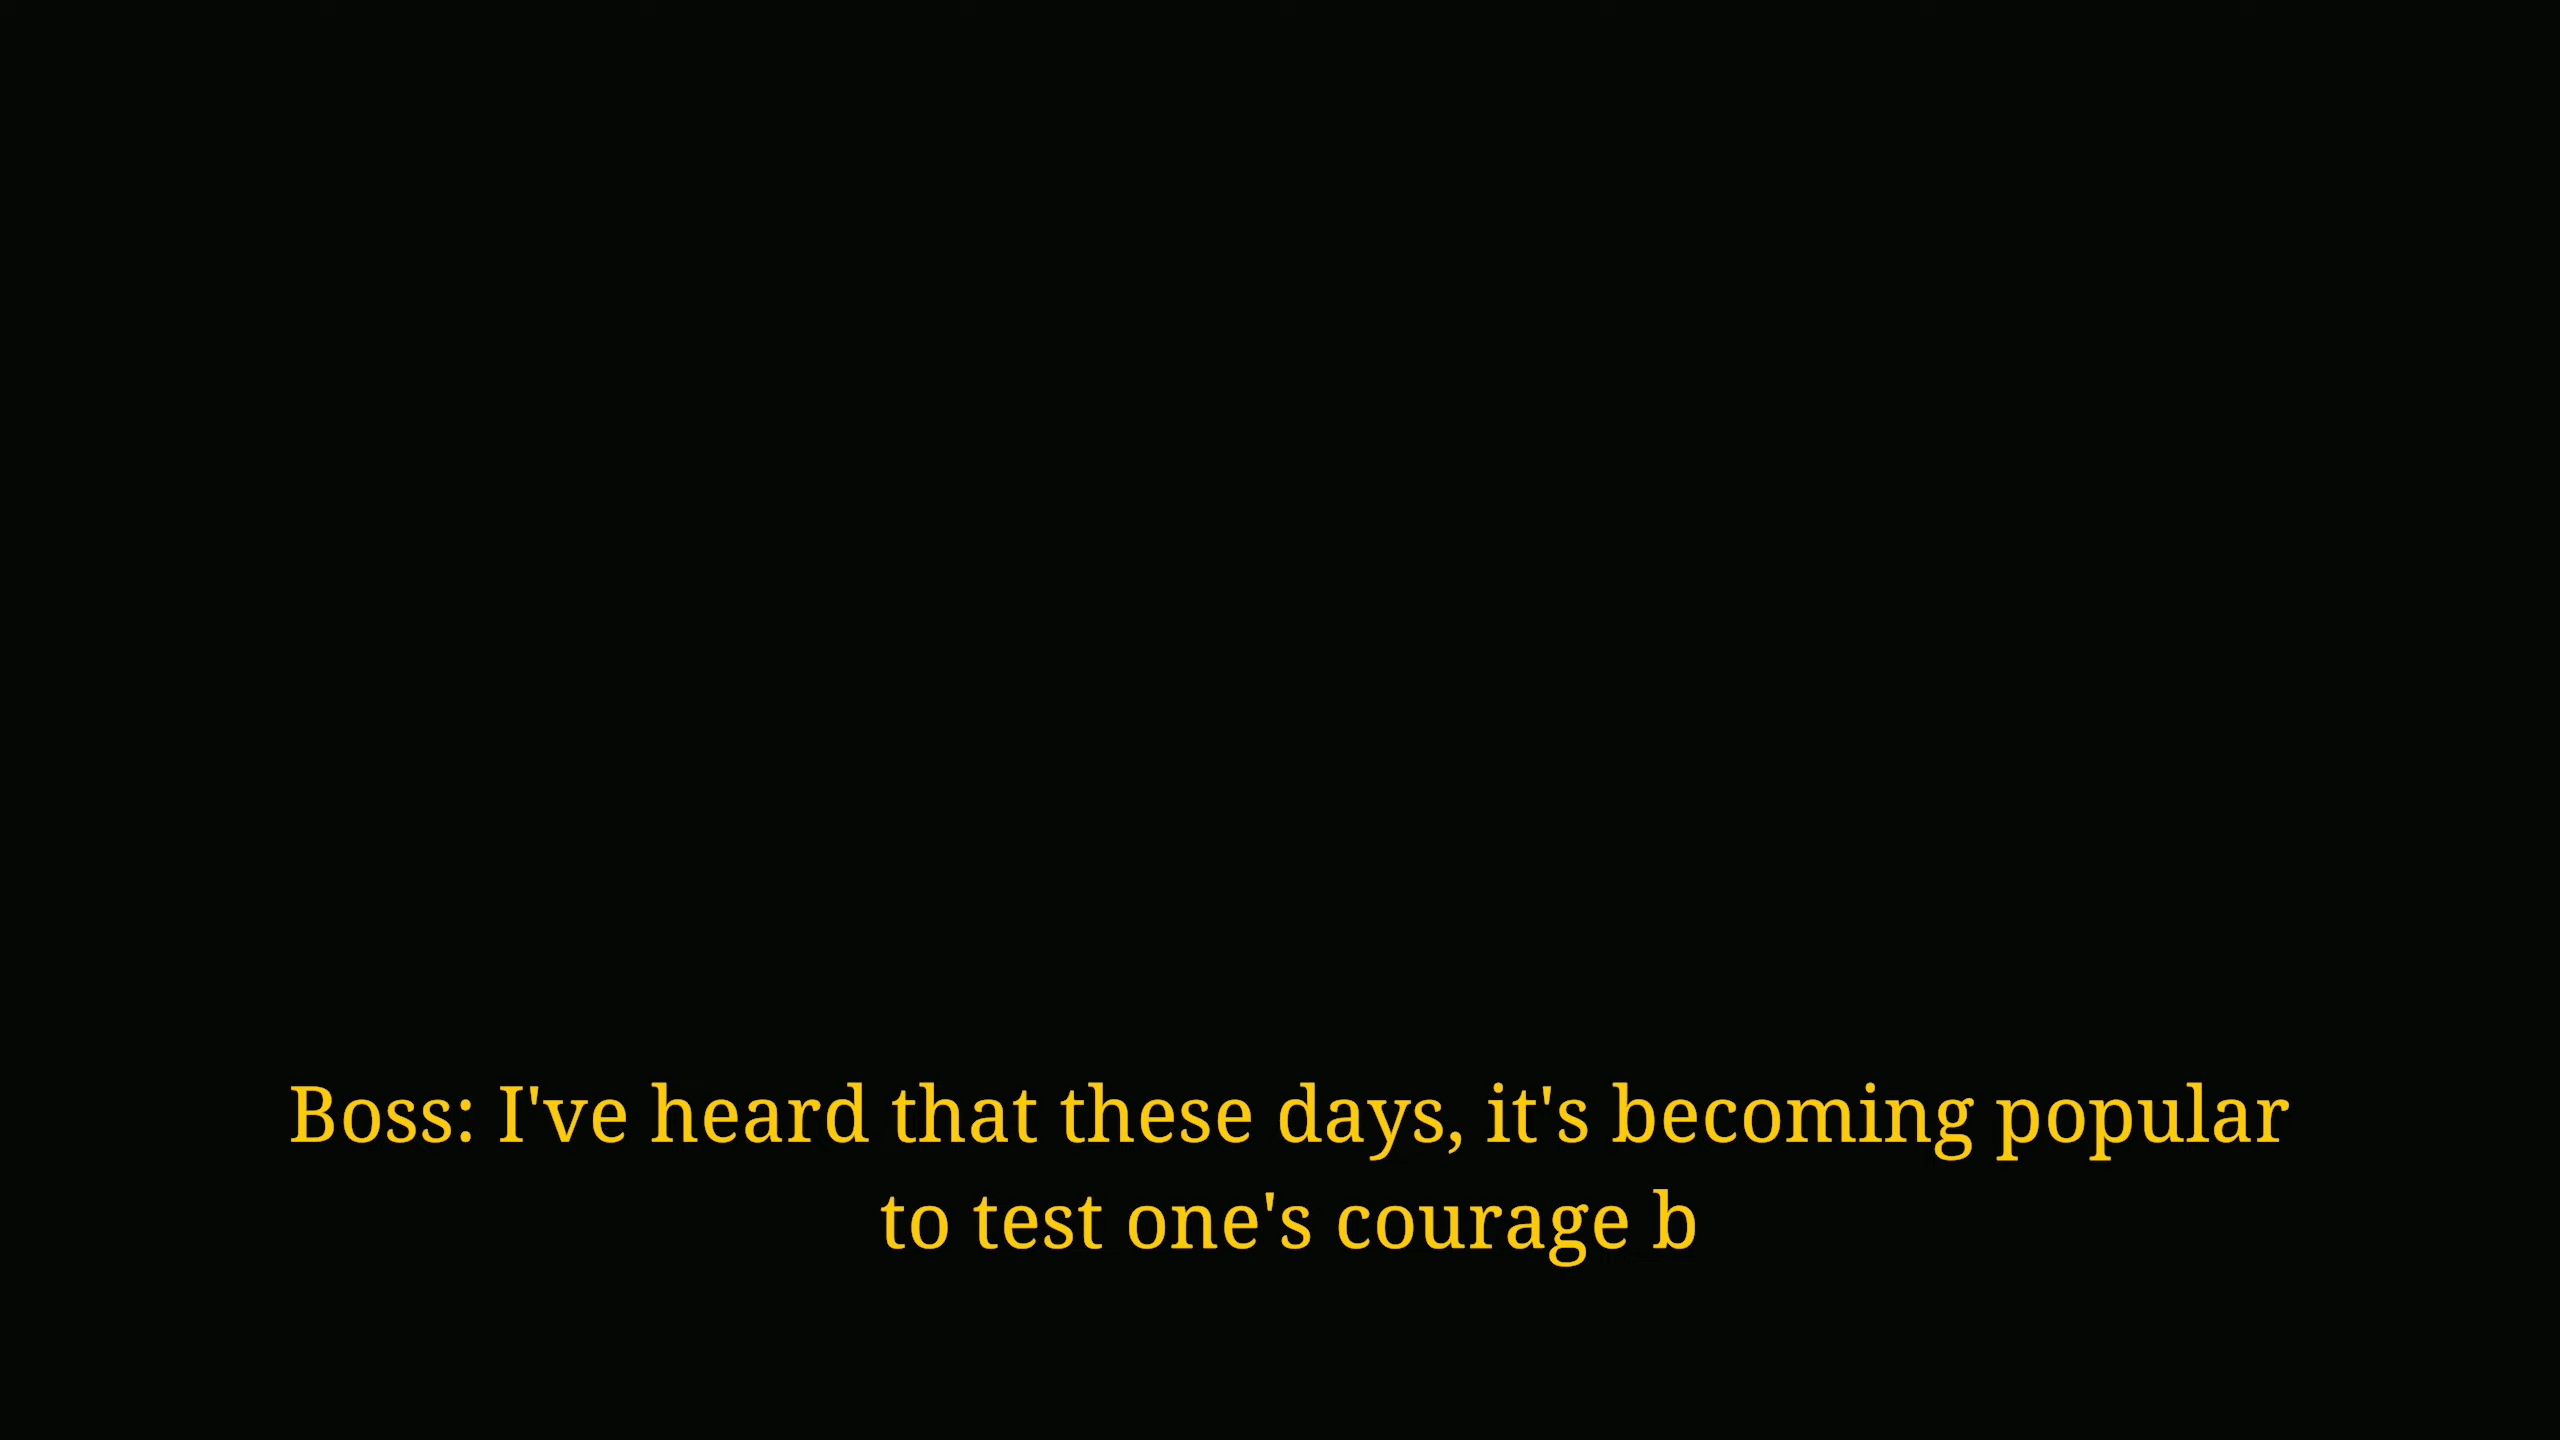 Boss: I've heard that these days, it's becoming popular
to test one's courage b